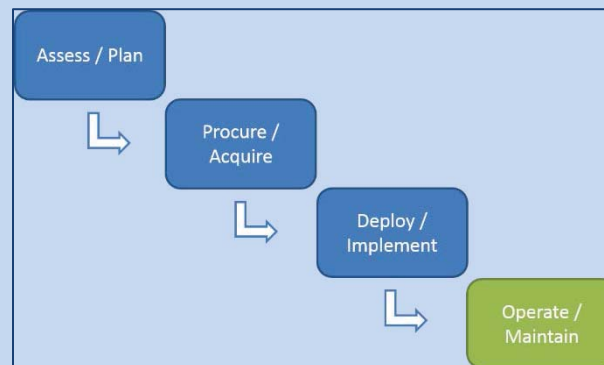 Assess / Plan
Procure /
Acquire
Deploy /
Implement
Operate /
Maintain